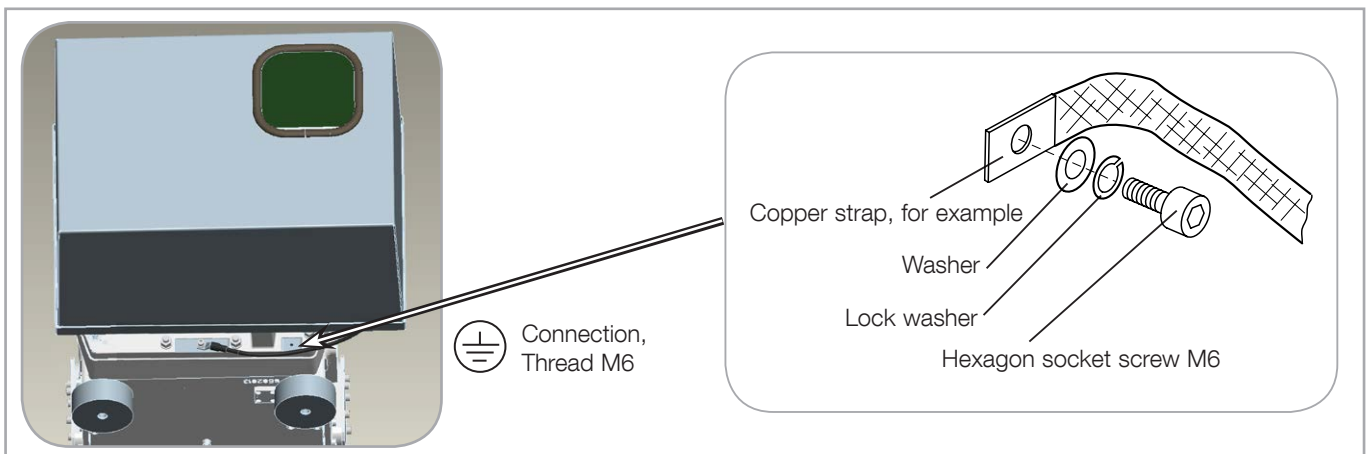 Connection,
Thread M6
Copper strap, for example
Washer
Lock washer
Hexagon socket screw M6